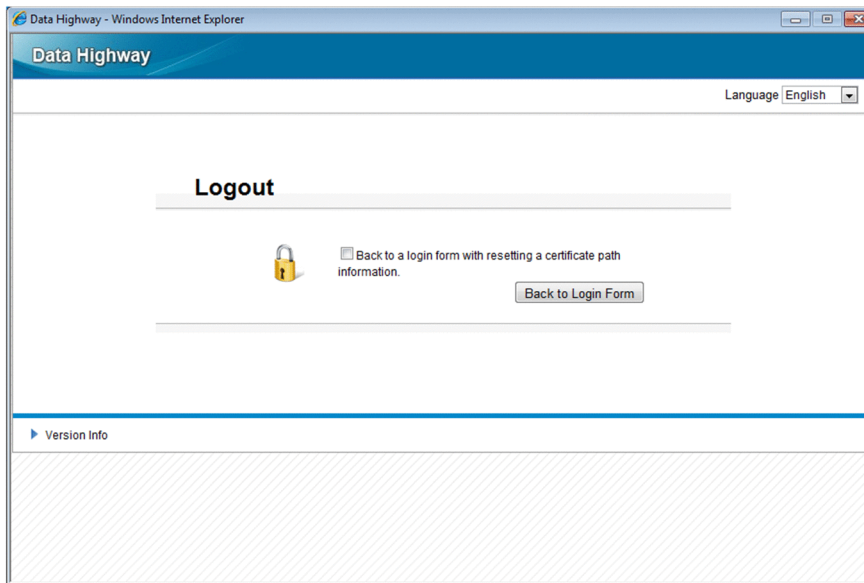 Data Highway - Windows Internet Explorer
Data Highway
Language English
Logout
Back to a login form with resetting a certificate path
information.
Back to Login Form
Version Info